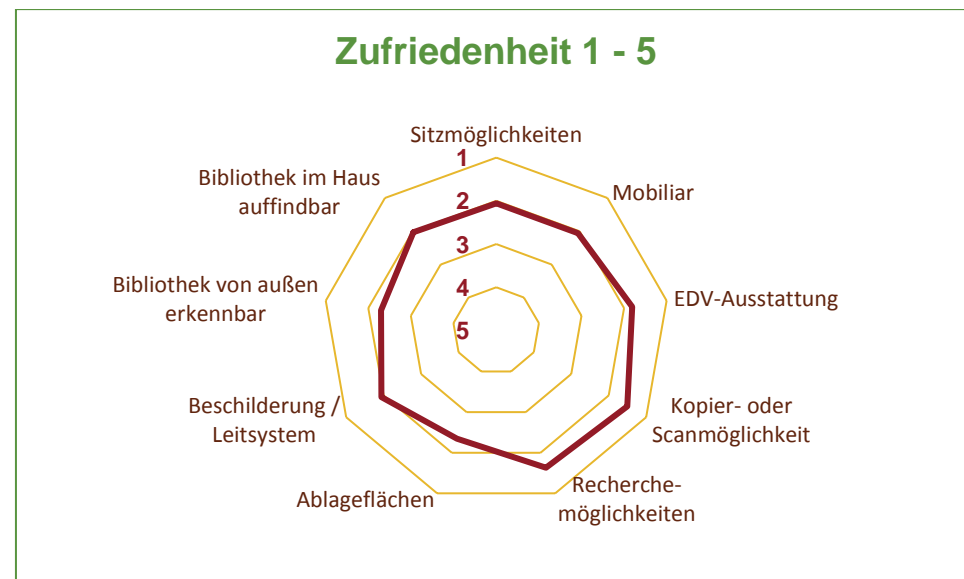 Zufriedenheit 1 - 5
Sitzmöglichkeiten
Mobiliar
EDV-Ausstattung
Kopier- oder
Scanmöglichkeit
Recherche-
möglichkeiten
Ablageflächen
Beschilderung /
Leitsystem
Bibliothek von außen
erkennbar
Bibliothek im Haus
auffindbar
1
2
3
4
5